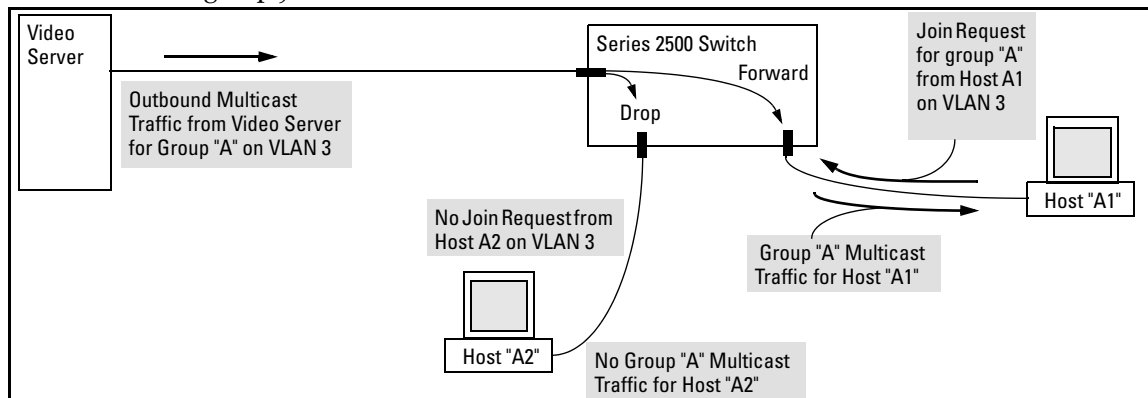 Video
Server
Outbound Multicast
Traffic from Video Server
for Group "A" on VLAN 3
Series 2500 Switch
Forward
Drop
Join Request
for group "A"
from Host A1
on VLAN 3
Host "A1"
No Join Request from
Host A2 on VLAN 3
Group "A" Multicast
Traffic for Host "A1"
Host "A2"
No Group "A" Multicast
Traffic for Host "A2"